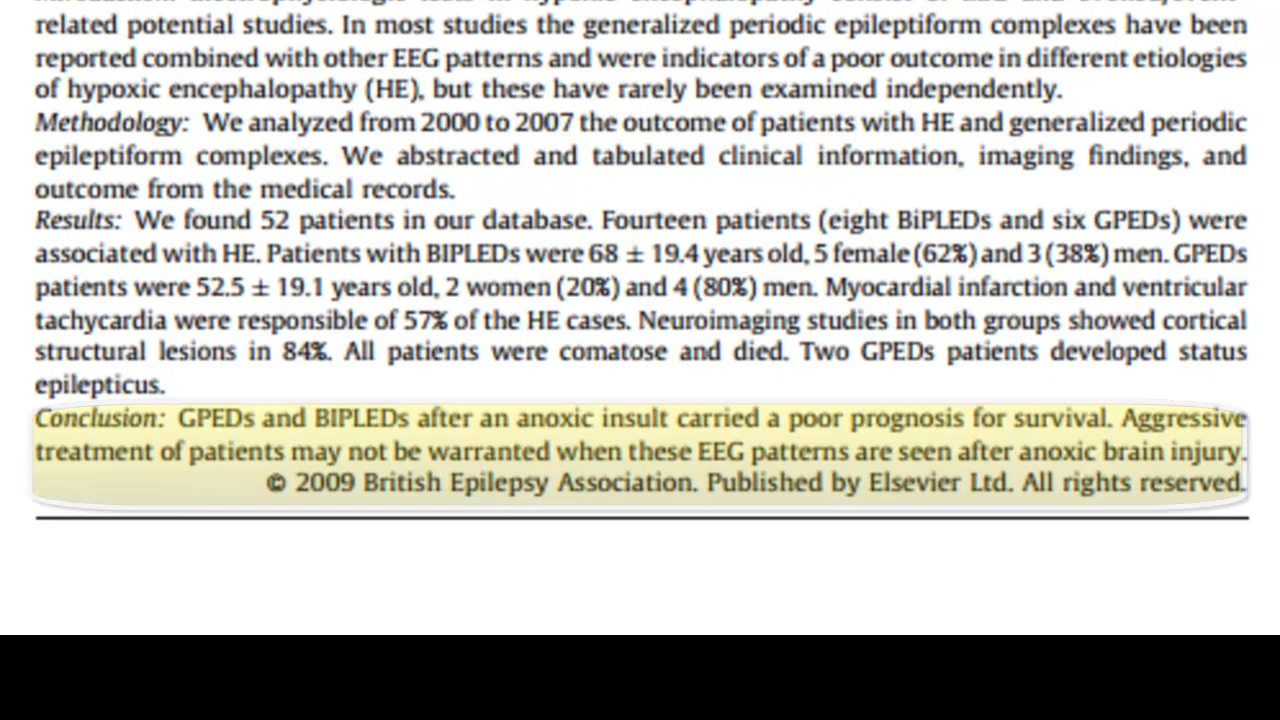 related potential studies. In most studies the generalized periodic epileptiform complexes have been
reported combined with other EEG patterns and were indicators of a poor outcome in different etiologies
of hypoxic encephalopathy (HE), but these have rarely been examined independently.
Methodology: We analyzed from 2000 to 2007 the outcome of patients with HE and generalized periodic
epileptiform complexes. We abstracted and tabulated clinical information, imaging findings, and
outcome from the medical records.
Results: We found 52 patients in our database. Fourteen patients (eight BiPLEDs and six GPEDs) were
associated with HE. Patients with BIPLEDs were 68 ± 19.4 years old, 5 female (62%) and 3 (38%) men. GPEDs
patients were 52.5 ± 19.1 years old, 2 women (20%) and 4 (80%) men. Myocardial infarction and ventricular
tachycardia were responsible of 57% of the HE cases. Neuroimaging studies in both groups showed cortical
structural lesions in 84%. All patients were comatose and died. Two GPEDs patients developed status
epilepticus.
Conclusion: GPEDs and BIPLEDs after an anoxic insult carried a poor prognosis for survival. Aggressive
treatment of patients may not be warranted when these EEG patterns are seen after anoxic brain injury.
© 2009 British Epilepsy Association. Published by Elsevier Ltd. All rights reserved.